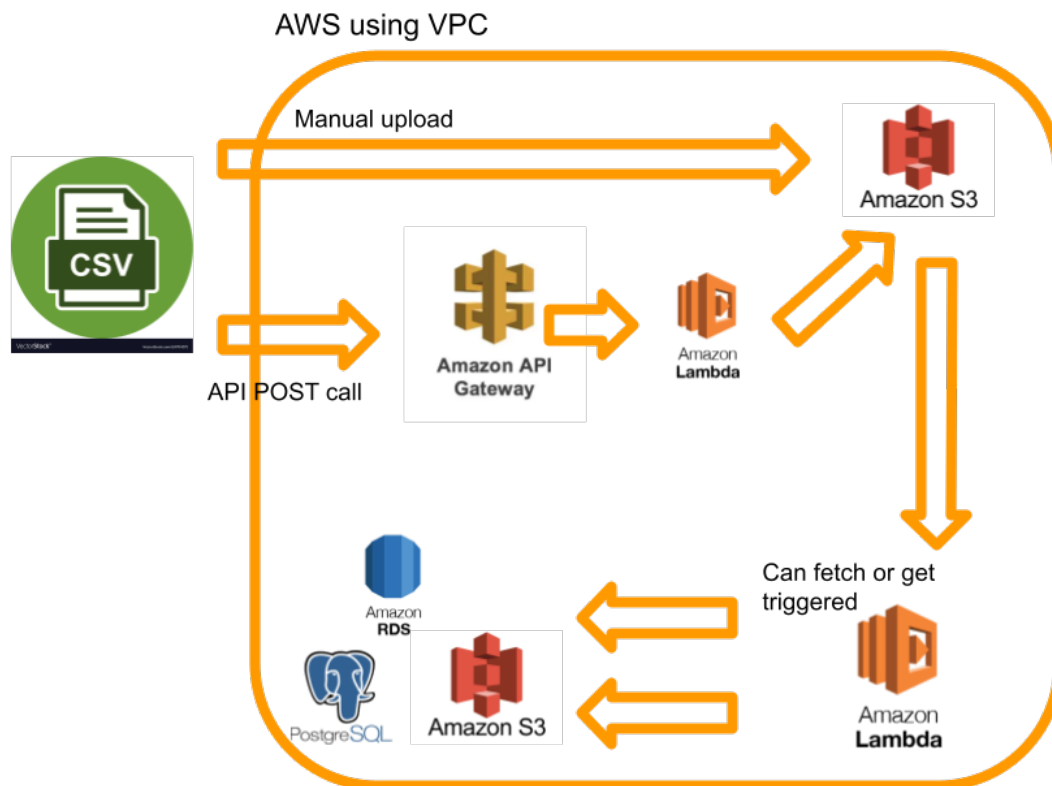 AWS using VPC
Manual upload
Amazon S3
CSV
VectorStock
Amazon API
Gateway
Amazon
Lambda
API POST call
Can fetch or get
triggered
Amazon
RDS
PostgreSQL
Amazon S3
Amazon
Lambda